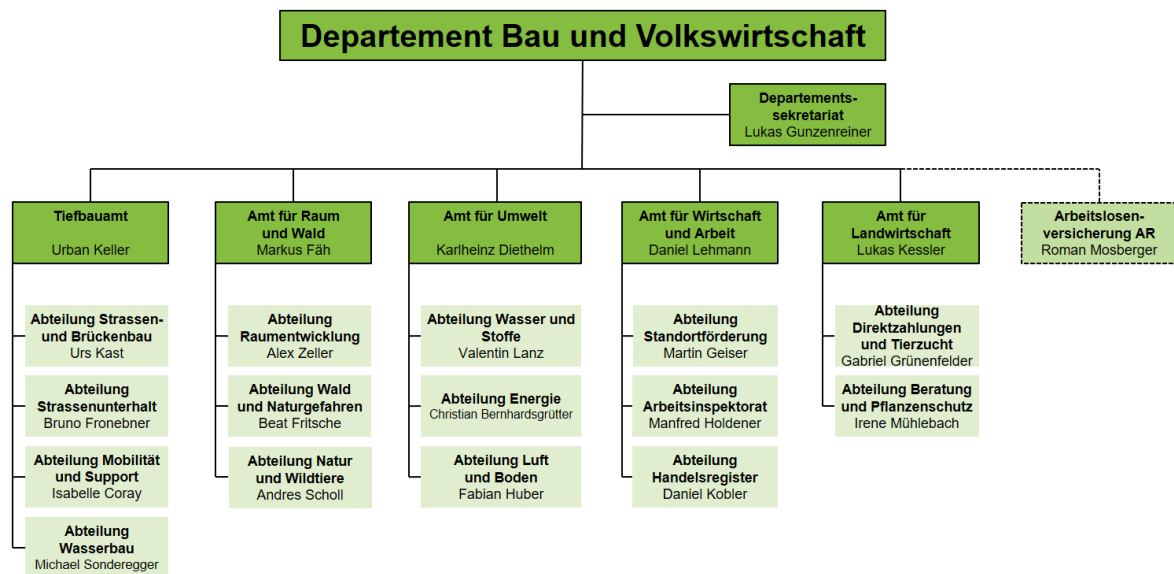 Departement Bau und Volkswirtschaft
Departements-
sekretariat
Lukas Gunzenreiner
Tiefbauamt
Urban Keller
Amt für Raum
und Wald
Markus Fäh
Amt für Umwelt
Karlheinz Diethelm
Amt für Wirtschaft
und Arbeit
Daniel Lehmann
Amt für
Landwirtschaft
Lukas Kessler
Arbeitslosen-
versicherung AR
Roman Mosberger
Abteilung Strassen-
und Brückenbau
Urs Kast
Abteilung
Strassenunterhalt
Bruno Fronebner
Abteilung Mobilität
und Support
Isabelle Coray
Abteilung
Wasserbau
Michael Sonderegger
Abteilung
Raumentwicklung
Alex Zeller
Abteilung Wald
und Naturgefahren
Beat Fritsche
Abteilung Natur
und Wildtiere
Andres Scholl
Abteilung Wasser und
Stoffe
Valentin Lanz
Abteilung Energie
Christian Bernhardsgrütter
Abteilung Luft
und Boden
Fabian Huber
Abteilung
Standortförderung
Martin Geiser
Abteilung
Arbeitsinspektorat
Manfred Holdener
Abteilung
Handelsregister
Daniel Kobler
Abteilung
Direktzahlungen
und Tierzucht
Gabriel Grünenfelder
Abteilung Beratung
und Pflanzenschutz
Irene Mühlebach